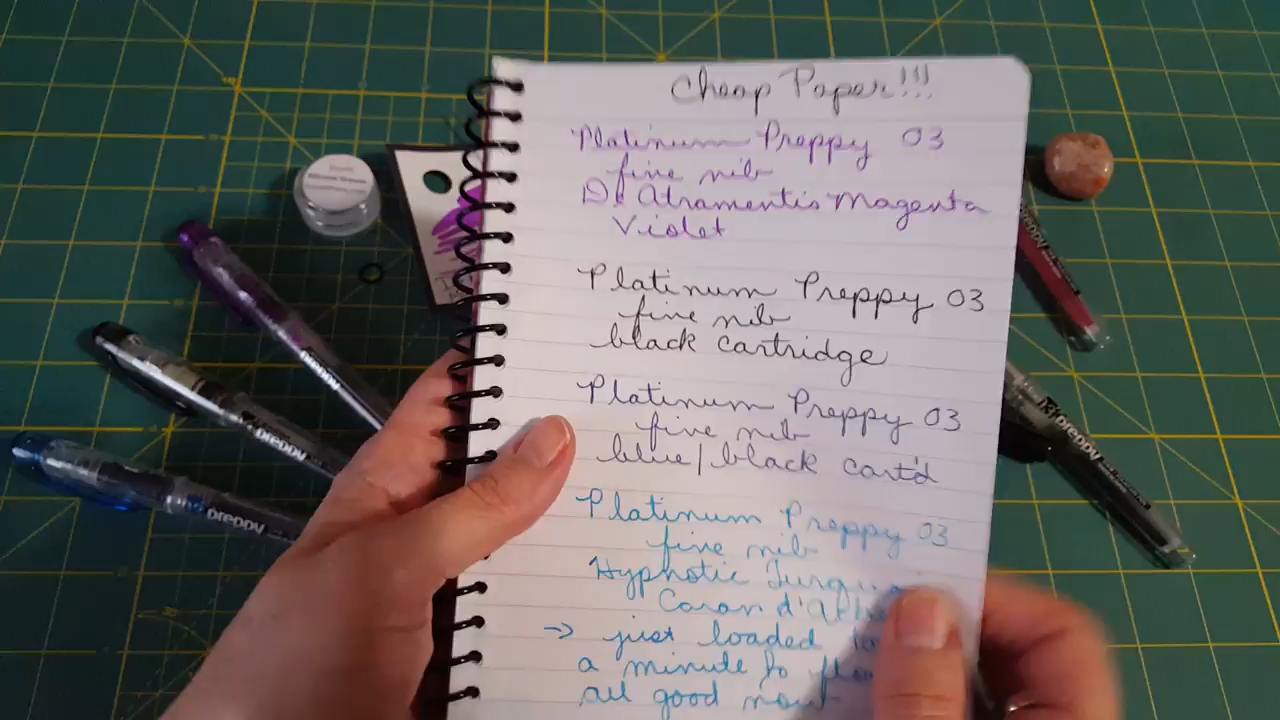 Cheap Paper!!!
Platinum Preppy 03
fine nib
De Atramentis Magenta
Violet
Platinum Preppy 03
fine nib
black cartridge
Platinum Preppy 03
fine nib
blue/black cart'd
Platinum Preppy 03
fine nib
Hypnotic
Caran
→ just loaded
a minute to
all good now
preppy
preppy
preppy
preppy